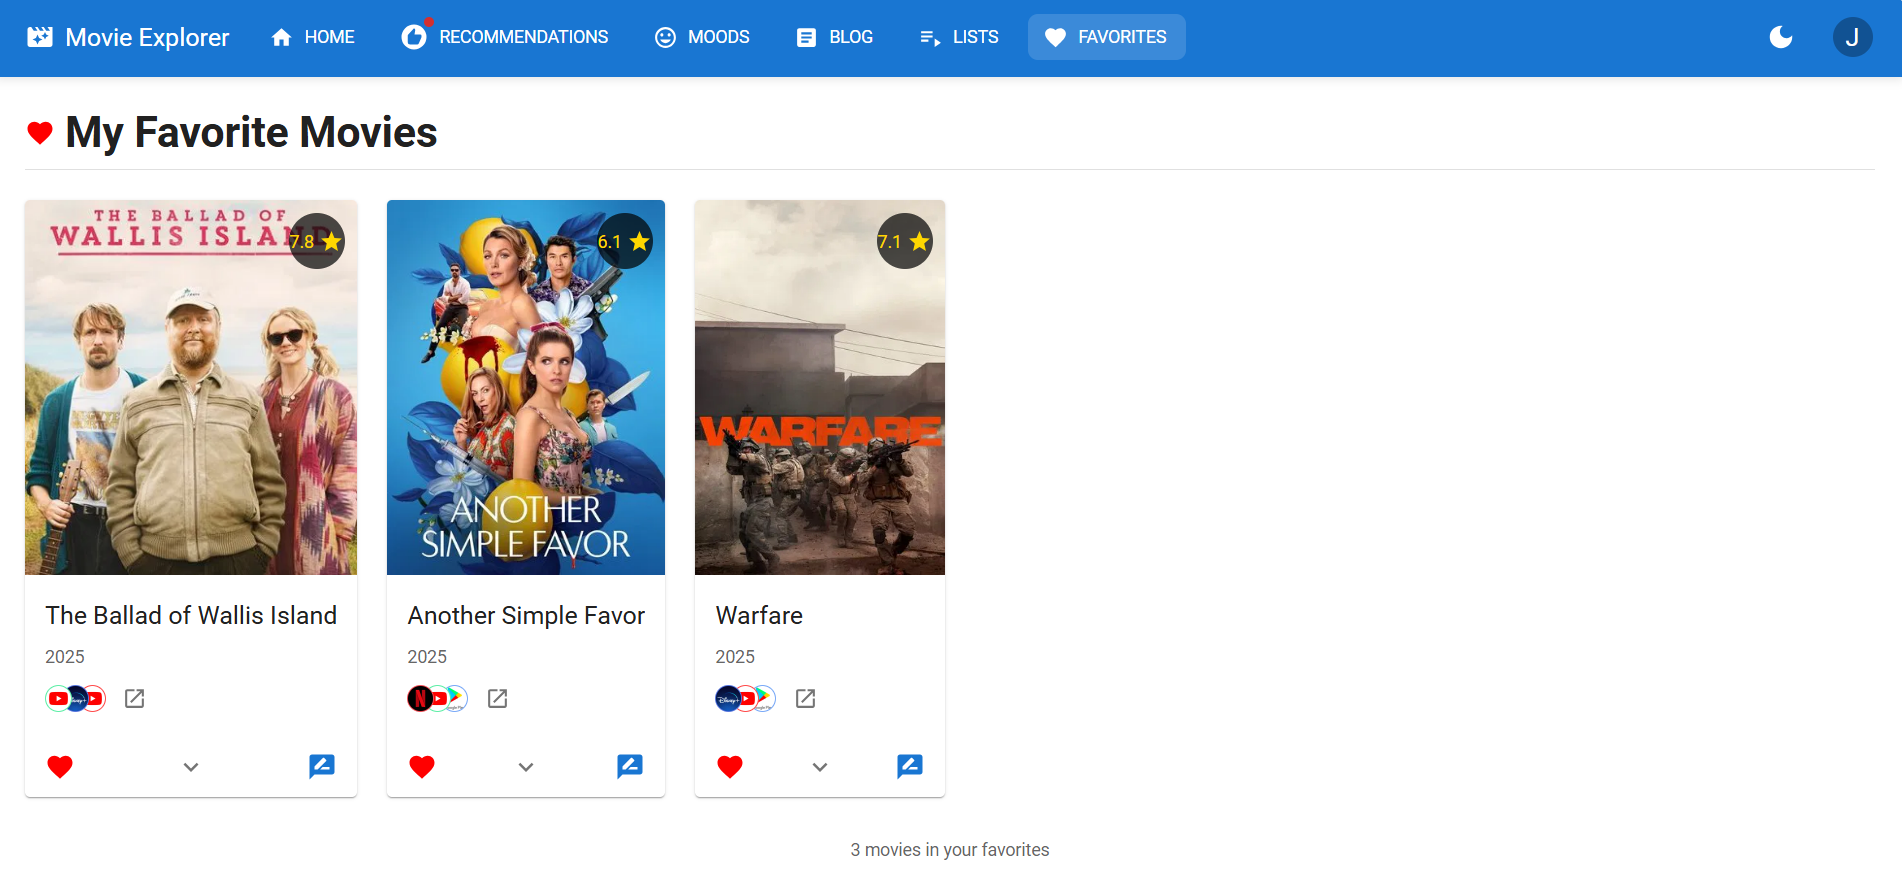 Movie Explorer
HOME
RECOMMENDATIONS
MOODS
BLOG
LISTS
FAVORITES
J
My Favorite Movies
THE BALLAD OF
WALLIS ISLAND
7.8
6.1
ANOTHER
SIMPLE FAVOR
7.1
WARFARE
The Ballad of Wallis Island
2025
Another Simple Favor
2025
N
Warfare
2025
3 movies in your favorites